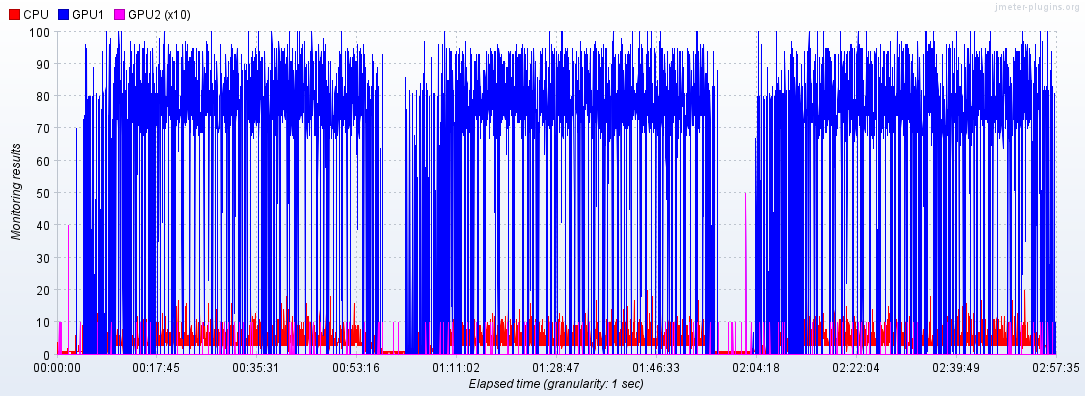 CPU GPU1 GPU2 (x10)
jmeter-plugins.org
100
90
80
70
60
50
40
30
20
10
0
Monitoring results
00:00:00 00:17:45 00:35:31 00:53:16 01:11:02 01:28:47 01:46:33 02:04:18 02:22:04 02:39:49 02:57:35
Elapsed time (granularity: 1 sec)